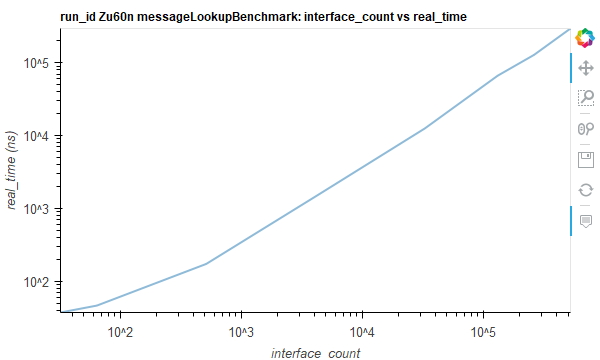 run_id Zu60n messageLookupBenchmark: interface_count vs real_time
10^5
10^4
10^3
10^2
real_time (ns)
10^2 10^3 10^4 10^5
interface_count